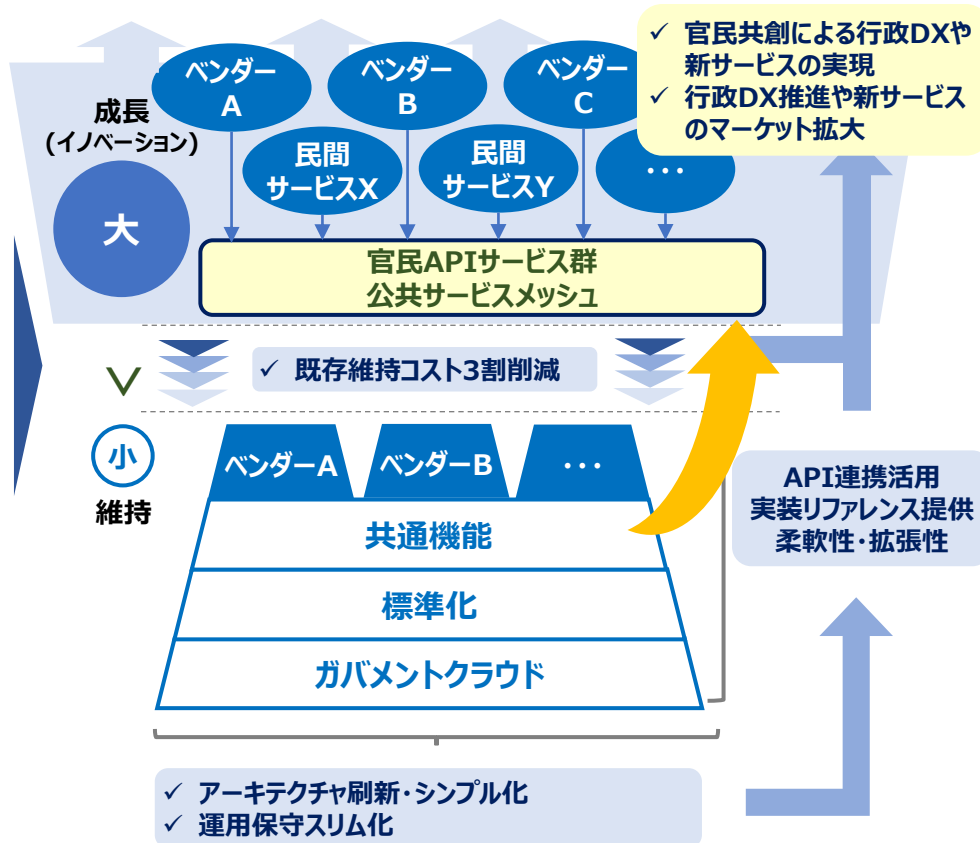 ✓ 官民共創による行政DXや
新サービスの実現
✓ 行政DX推進や新サービス
のマーケット拡大
ベンダー
A
ベンダー
B
ベンダー
C
成長
(イノベーション)
大
民間
サービスX
民間
サービスY
・・・
官民APIサービス群
公共サービスメッシュ
✓ 既存維持コスト3割削減
小
維持
ベンダーA
ベンダーB
・・・
共通機能
標準化
ガバメントクラウド
API連携活用
実装リファレンス提供
柔軟性・拡張性
✓ アーキテクチャ刷新・シンプル化
✓ 運用保守スリム化